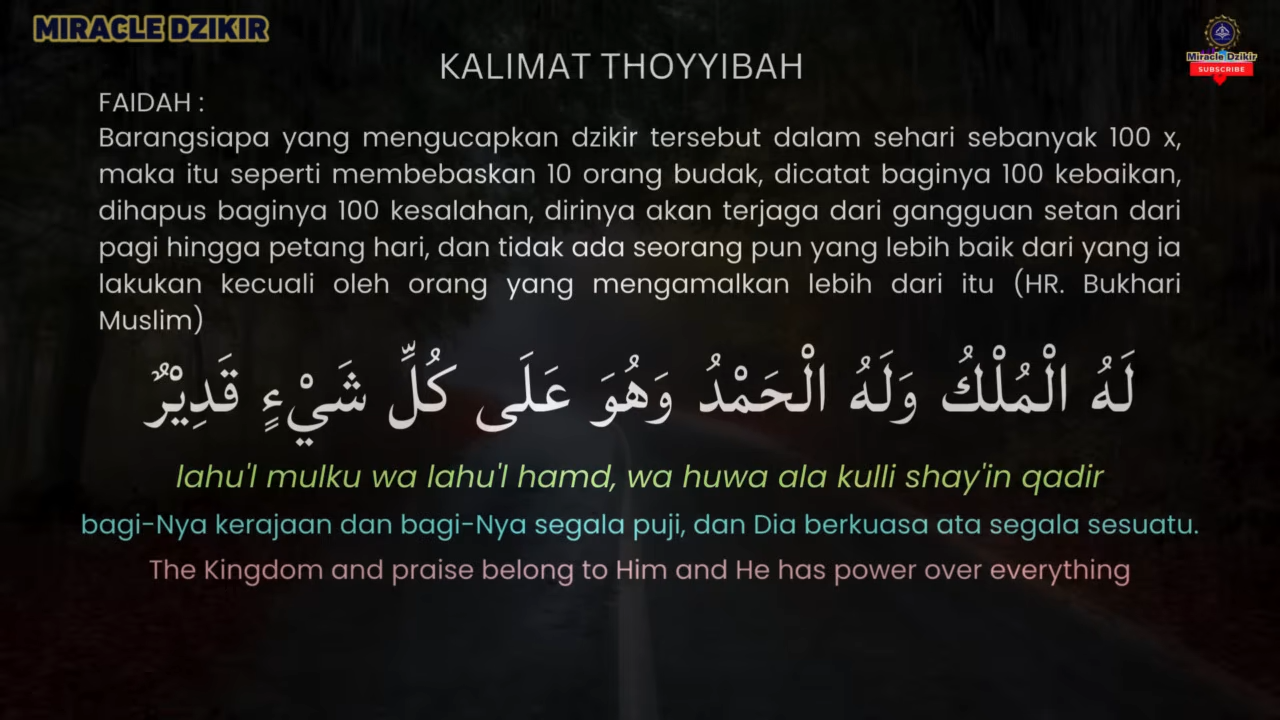 MIRACLE DZIKIR
Miracle Dzikir
SUBSCRIBE
KALIMAT THOYYIBAH
FAIDAH :
Barangsiapa yang mengucapkan dzikir tersebut dalam sehari sebanyak 100 x,
maka itu seperti membebaskan 10 orang budak, dicatat baginya 100 kebaikan,
dihapus baginya 100 kesalahan, dirinya akan terjaga dari gangguan setan dari
pagi hingga petang hari, dan tidak ada seorang pun yang lebih baik dari yang ia
lakukan kecuali oleh orang yang mengamalkan lebih dari itu (HR. Bukhari
Muslim)
لَهُ الْمُلْكُ وَلَهُ الْحَمْدُ وَهُوَ عَلَى كُلِّ شَيْءٍ قَدِيْرٌ
lahu'l mulku wa lahu'l hamd, wa huwa ala kulli shay'in qadir
bagi-Nya kerajaan dan bagi-Nya segala puji, dan Dia berkuasa ata segala sesuatu.
The Kingdom and praise belong to Him and He has power over everything